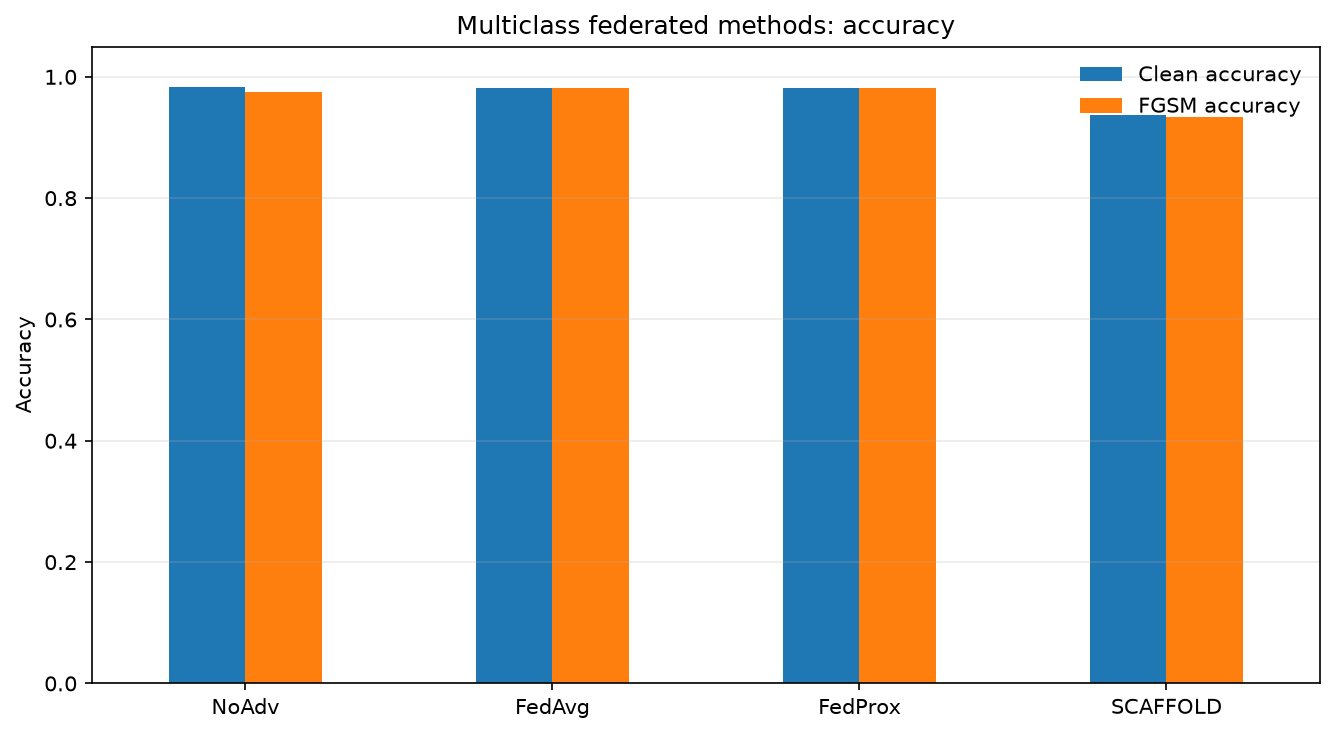 Multiclass federated methods: accuracy
Clean accuracy
FGSM accuracy
Accuracy
1.0
0.8
0.6
0.4
0.2
0.0
NoAdv
FedAvg
FedProx
SCAFFOLD